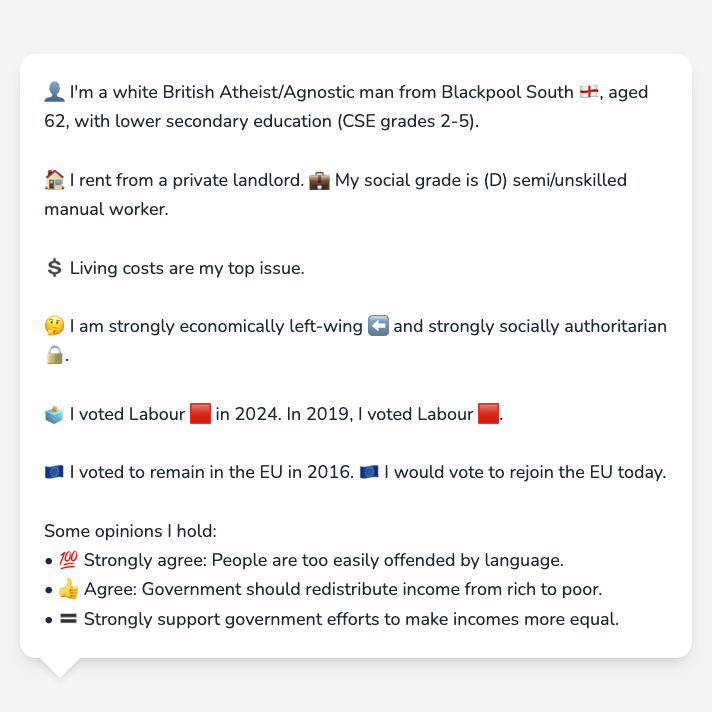 👤 I'm a white British Atheist/Agnostic man from Blackpool South 🏴󠁧󠁢󠁥󠁮󠁧󠁿, aged
62, with lower secondary education (CSE grades 2-5).
🏠 I rent from a private landlord. 💼 My social grade is (D) semi/unskilled
manual worker.
💲 Living costs are my top issue.
🤔 I am strongly economically left-wing ⬅️ and strongly socially authoritarian
🔒.
🗳️ I voted Labour 🟥 in 2024. In 2019, I voted Labour 🟥.
🇪🇺 I voted to remain in the EU in 2016. 🇪🇺 I would vote to rejoin the EU today.
Some opinions I hold:
• 💯 Strongly agree: People are too easily offended by language.
• 👍 Agree: Government should redistribute income from rich to poor.
• 🟰 Strongly support government efforts to make incomes more equal.